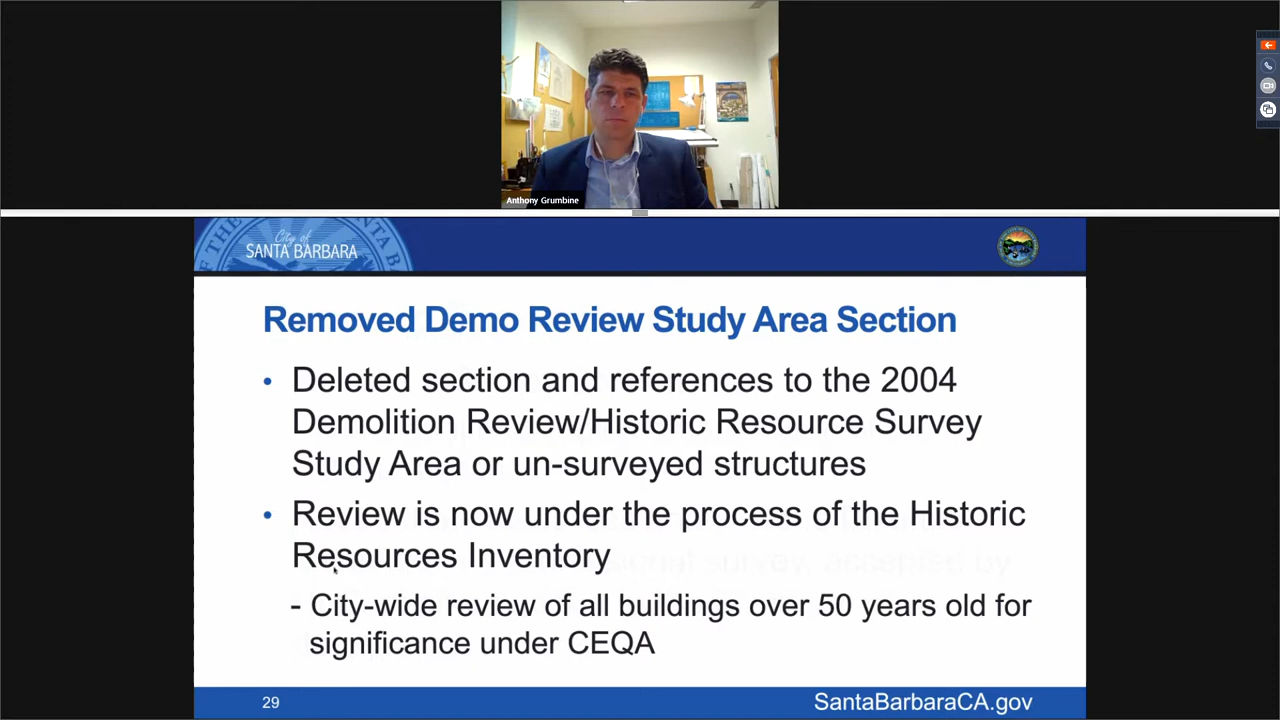 Anthony Grumbine
City of
SANTA BARBARA
Removed Demo Review Study Area Section
• Deleted section and references to the 2004
Demolition Review/Historic Resource Survey
Study Area or un-surveyed structures
• Review is now under the process of the Historic
Resources Inventory
- City-wide review of all buildings over 50 years old for
significance under CEQA
29
SantaBarbaraCA.gov